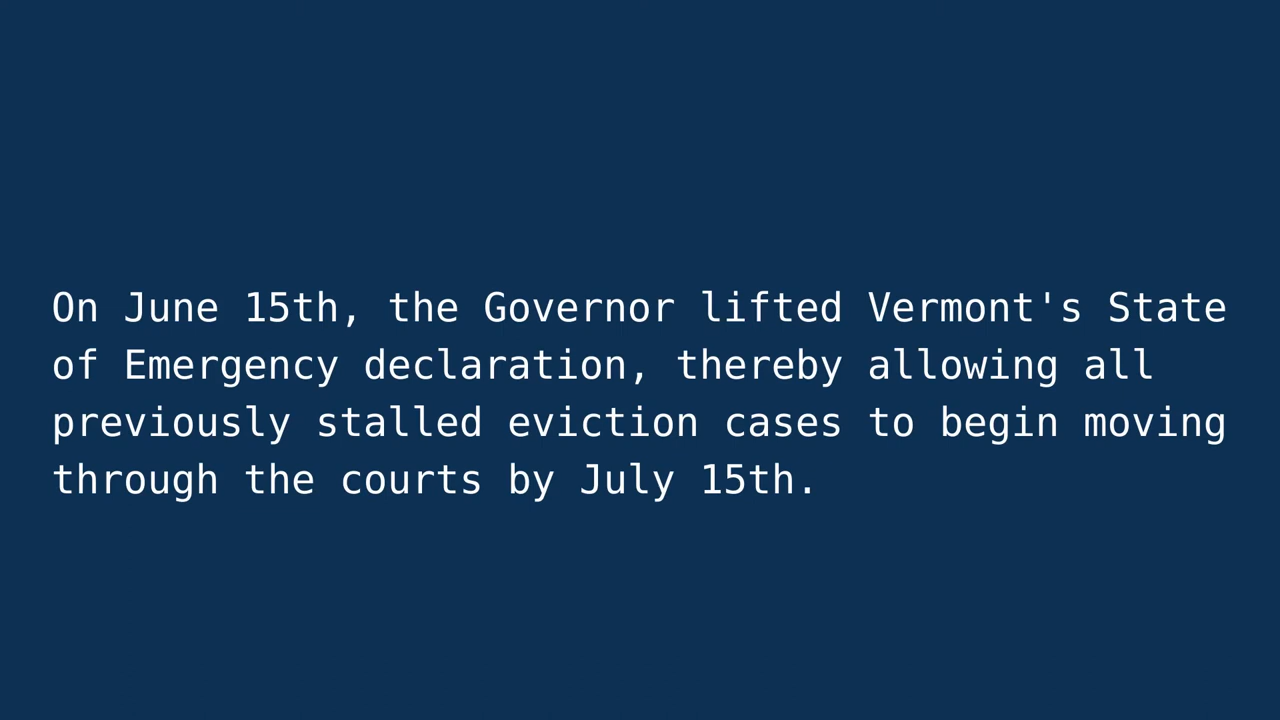 On June 15th, the Governor lifted Vermont's State
of Emergency declaration, thereby allowing all
previously stalled eviction cases to begin moving
through the courts by July 15th.